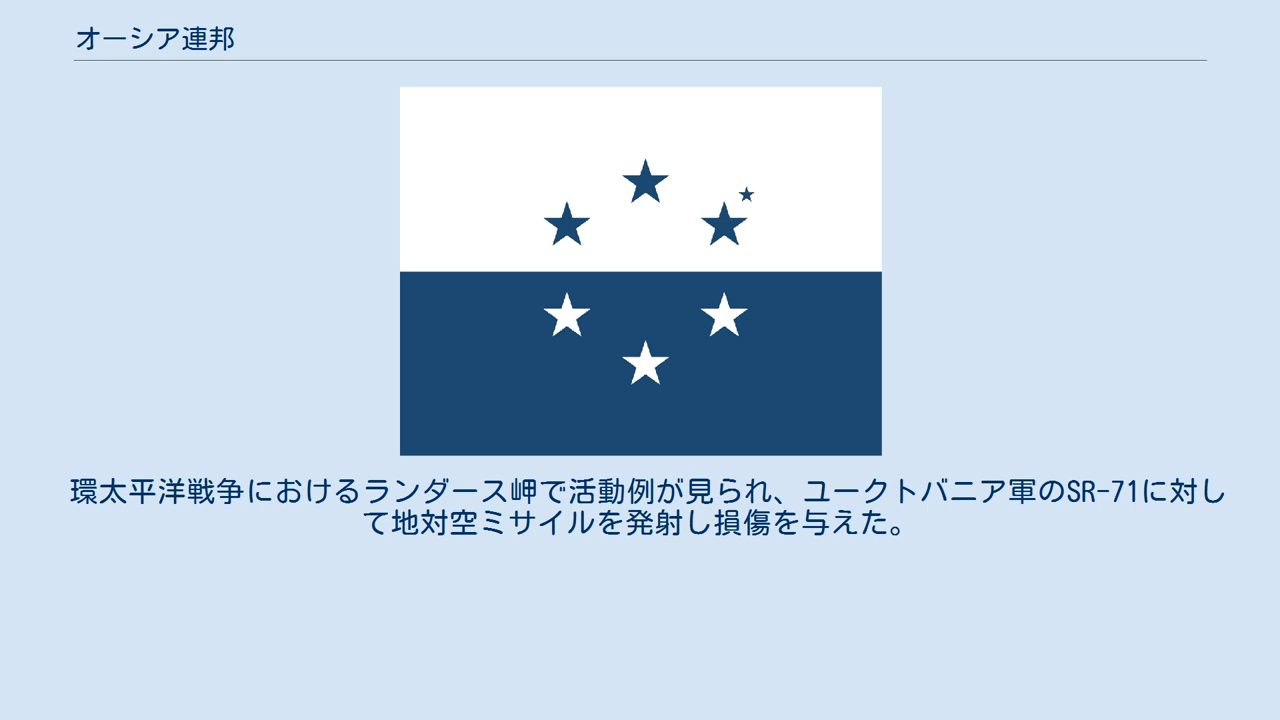 オーシア連邦
環太平洋戦争におけるランダース岬で活動例が見られ、ユークトバニア軍のSR-71に対し
て地対空ミサイルを発射し損傷を与えた。